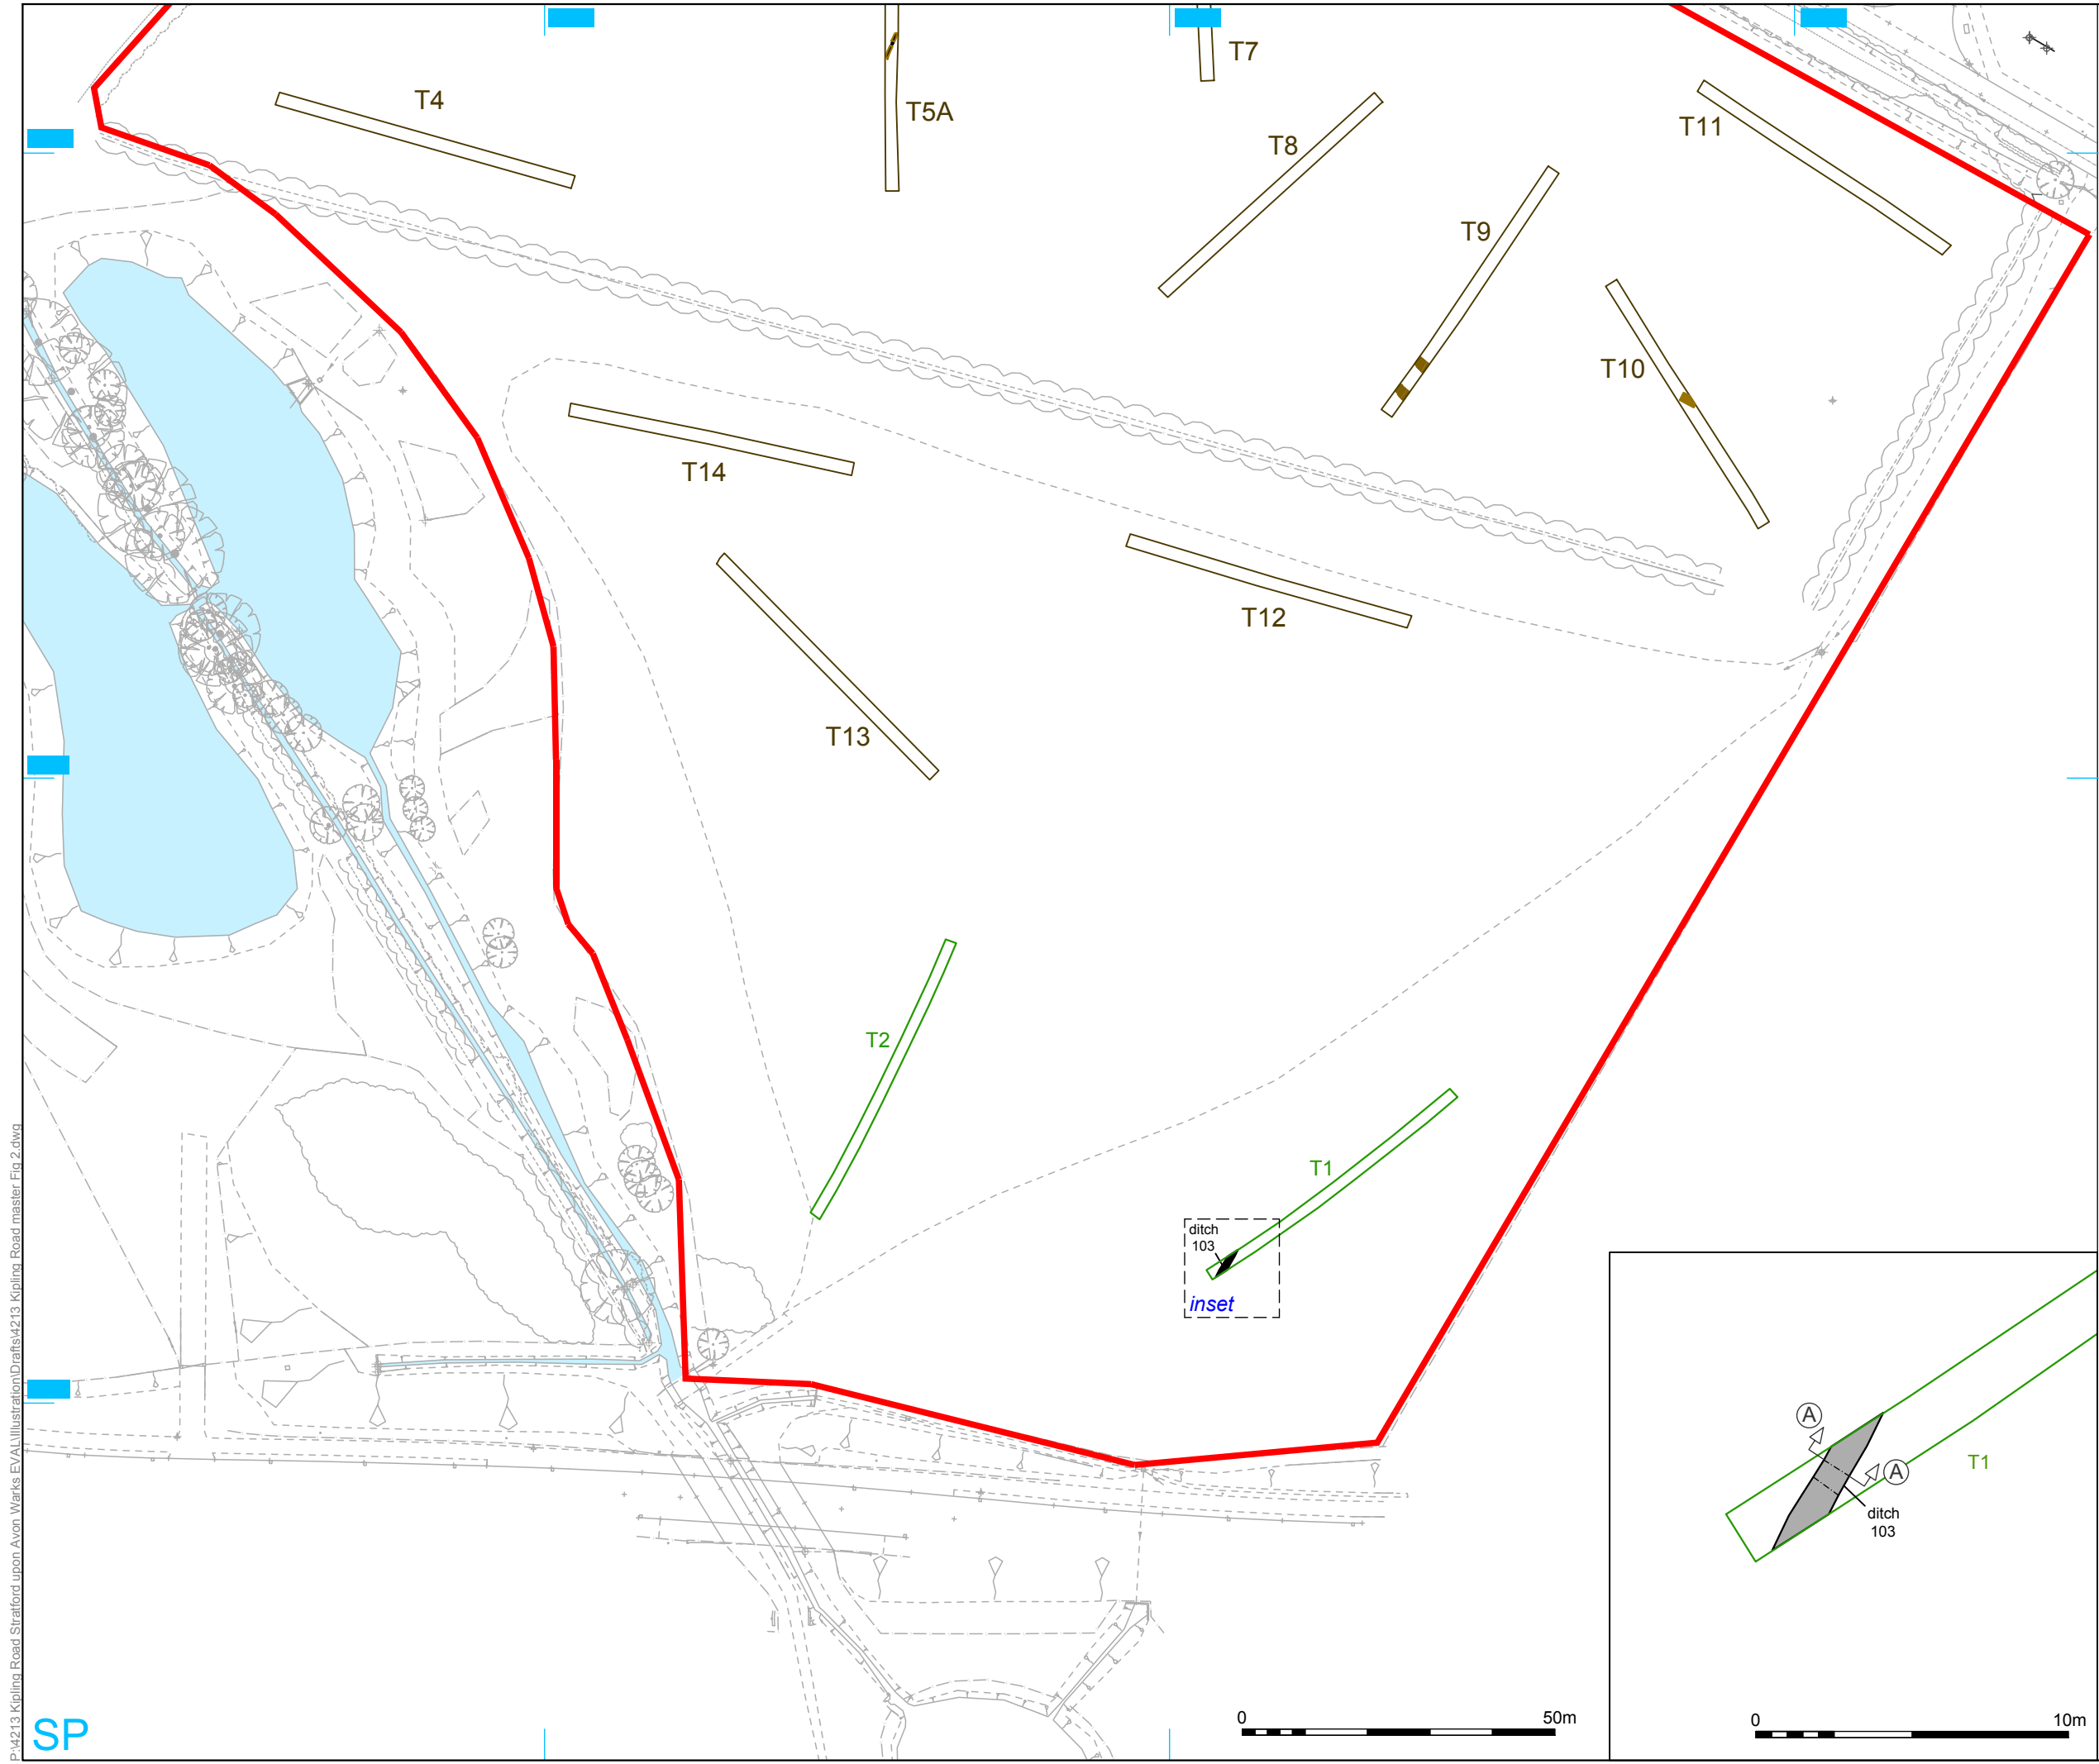 T7
T4
T5A
T11
T8
T9
T10
T14
T12
T13
T2
T1
ditch
103
inset
A
A
T1
ditch
103
0 50m
0 10m
SP
P:\4213 Kipling Road Stratford upon Avon Warks EVAL\Illustration\Drafts\4213 Kipling Road master Fig 2.dwg